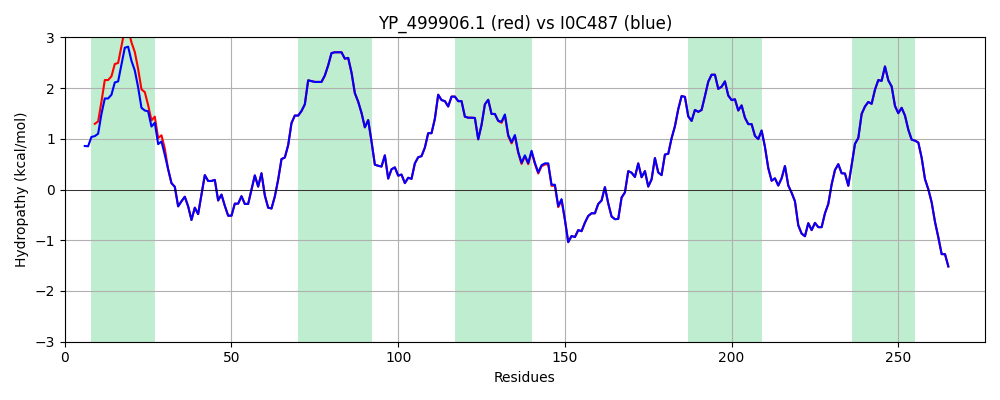 YP_499906.1 (red) vs I0C487 (blue)
Hydropathy (kcal/mol)
3
2
1
0
−1
−2
−3
0 50 100 150 200 250
Residues